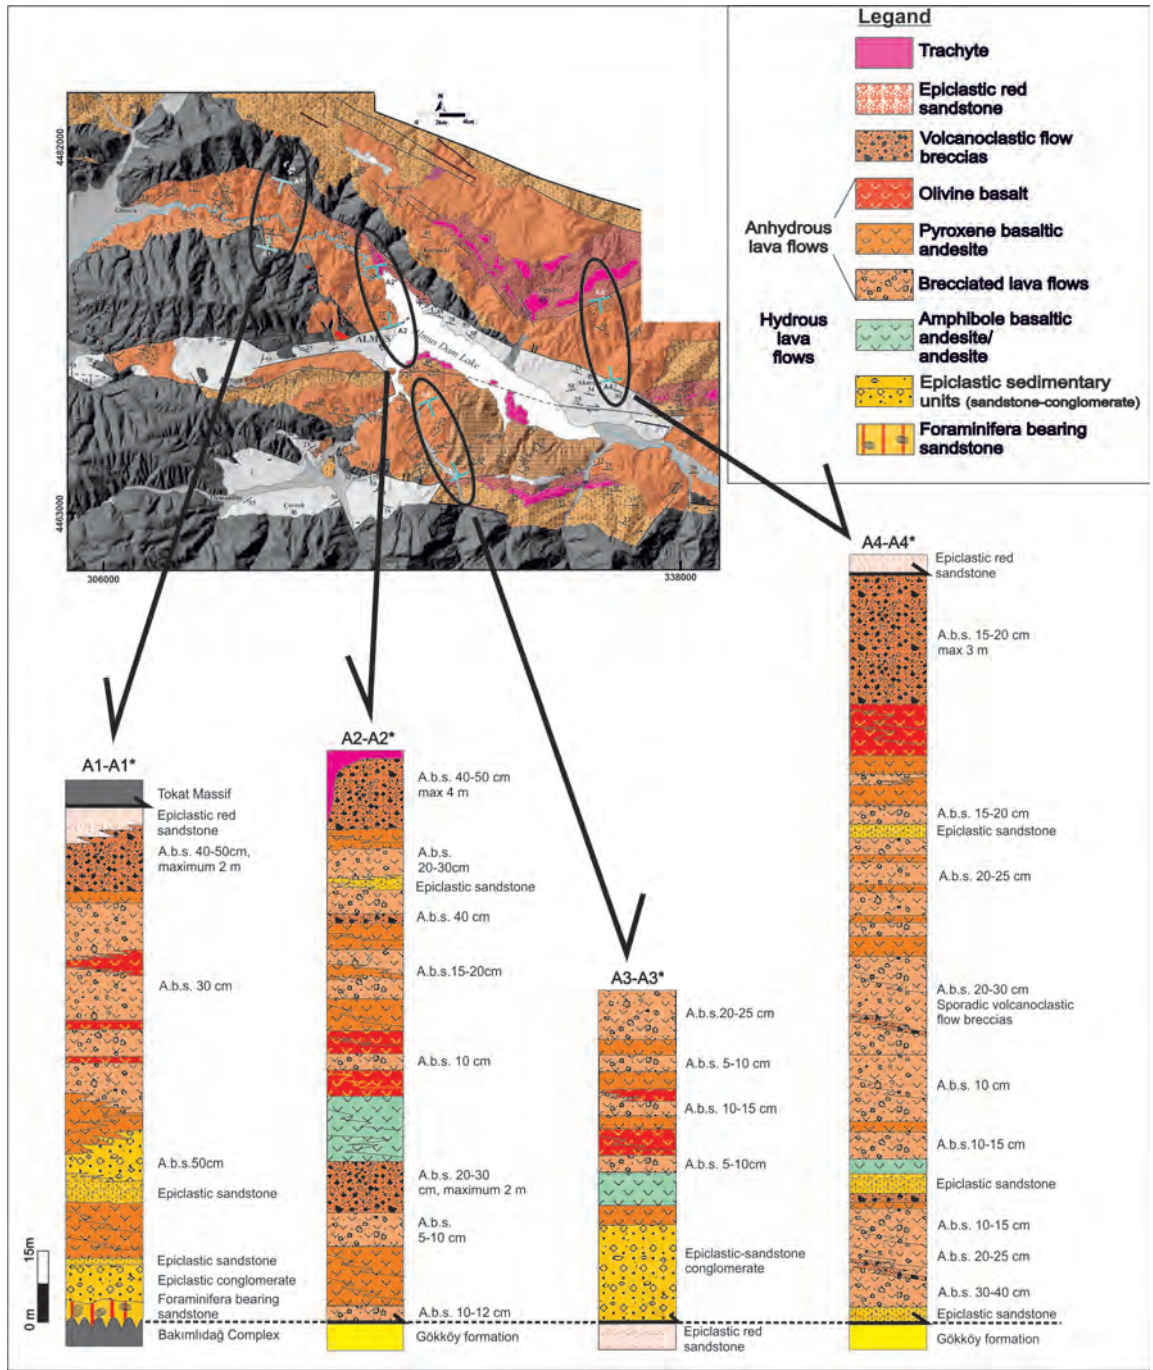 Legand
Trachyte
Epiclastic red
sandstone
Volcanoclastic flow
breccias
Olivine basalt
Anhydrous
lava flows
Pyroxene basaltic
andesite
Brecciated lava flows
Hydrous
lava
flows
Amphibole basaltic
andesite/
andesite
Epiclastic sedimentary
units (sandstone-conglomerate)
Foraminifera bearing
sandstone
N
4482000
4463000
306000
338000
ALMUS
Almus Dam Lake
A2
A1-A1*
Tokat Massif
Epiclastic red
sandstone
A.b.s. 40-50cm,
maximum 2 m
A.b.s. 30 cm
A.b.s.50cm
Epiclastic sandstone
Epiclastic sandstone
Epiclastic conglomerate
Foraminifera bearing
sandstone
Bakımlıdağ Complex
15m
0 m
A2-A2*
A.b.s. 40-50 cm
max 4 m
A.b.s.
20-30cm
Epiclastic sandstone
A.b.s. 40 cm
A.b.s.15-20cm
A.b.s. 10 cm
A.b.s. 20-30
cm, maximum 2 m
A.b.s.
5-10 cm
A.b.s. 10-12 cm
Gökköy formation
A3-A3*
A.b.s.20-25 cm
A.b.s. 5-10 cm
A.b.s. 10-15 cm
A.b.s. 5-10cm
Epiclastic-sandstone
conglomerate
Epiclastic red
sandstone
A4-A4*
Epiclastic red
sandstone
A.b.s. 15-20 cm
max 3 m
A.b.s. 15-20 cm
Epiclastic sandstone
A.b.s. 20-25 cm
A.b.s. 20-30 cm
Sporadic volcanoclastic
flow breccias
A.b.s. 10 cm
A.b.s.10-15 cm
Epiclastic sandstone
A.b.s. 10-15 cm
A.b.s. 20-25 cm
A.b.s. 30-40 cm
Epiclastic sandstone
Gökköy formation